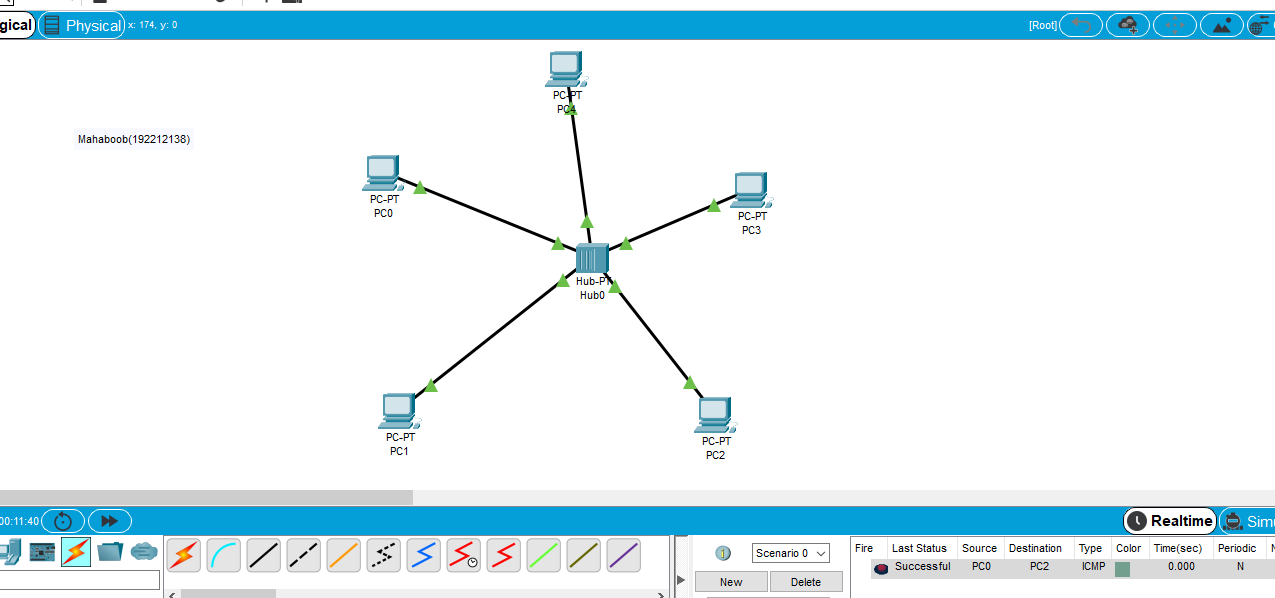 gical Physical x: 174, y: 0 [Root]
PC-PT
PC4
Mahaboob(192212138)
PC-PT
PC0
PC-PT
PC3
Hub-PT
Hub0
PC-PT
PC1
PC-PT
PC2
00:11:40 Realtime Simu
Scenario 0
New Delete
Fire Last Status Source Destination Type Color Time(sec) Periodic N
Successful PC0 PC2 ICMP 0.000 N